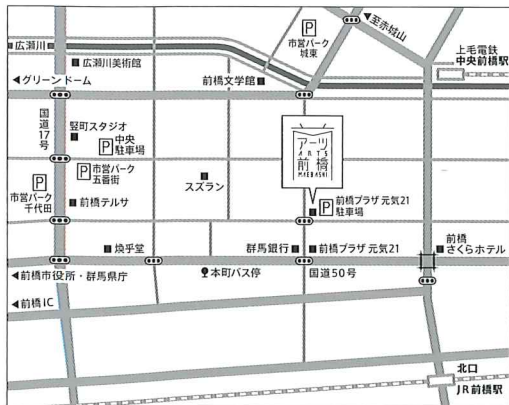 至赤城山
P
市営パーク
城東
上毛電鉄
中央前橋駅
広瀬川
広瀬川美術館
グリーンドーム
前橋文学館
国道17号
竪町スタジオ
P 中央
駐車場
アーツ
ARTS
前橋
MAEBASHI
P 市営パーク
五番街
P
市営パーク
千代田
前橋テルサ
スズラン
P 前橋プラザ元気21
駐車場
煥乎堂
群馬銀行
前橋プラザ元気21
前橋
さくらホテル
前橋市役所・群馬県庁
本町バス停
国道50号
前橋IC
北口
JR前橋駅